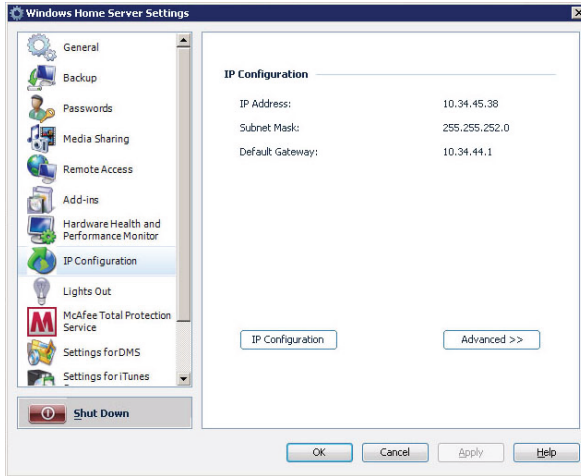 Windows Home Server Settings
General
Backup
Passwords
Media Sharing
Remote Access
Add-ins
Hardware Health and
Performance Monitor
IP Configuration
Lights Out
McAfee Total Protection
Service
Settings for DMS
Settings for iTunes
Shut Down
IP Configuration
IP Address: 10.34.45.38
Subnet Mask: 255.255.252.0
Default Gateway: 10.34.44.1
IP Configuration
Advanced >>
OK
Cancel
Apply
Help